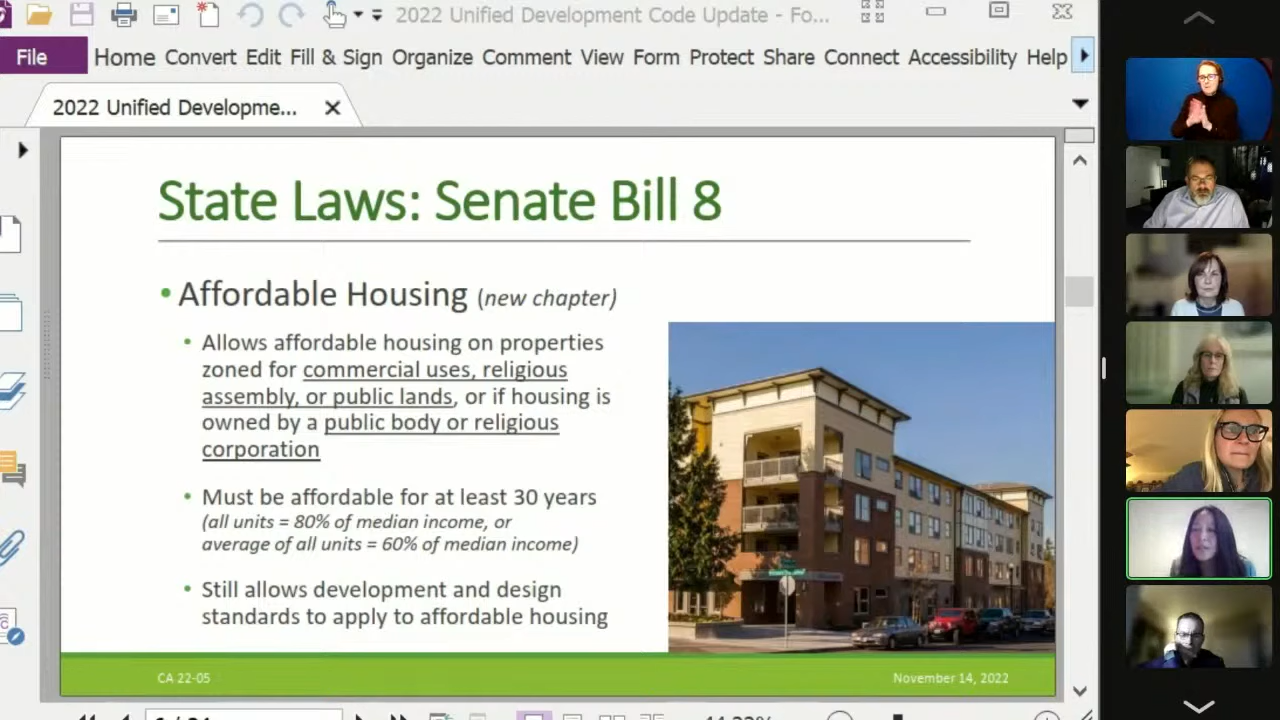 2022 Unified Development Code Update - Fo...
File Home Convert Edit Fill & Sign Organize Comment View Form Protect Share Connect Accessibility Help
2022 Unified Developme...
State Laws: Senate Bill 8
• Affordable Housing (new chapter)
• Allows affordable housing on properties
zoned for commercial uses, religious
assembly, or public lands, or if housing is
owned by a public body or religious
corporation
• Must be affordable for at least 30 years
(all units = 80% of median income, or
average of all units = 60% of median income)
• Still allows development and design
standards to apply to affordable housing
CA 22-05
November 14, 2022